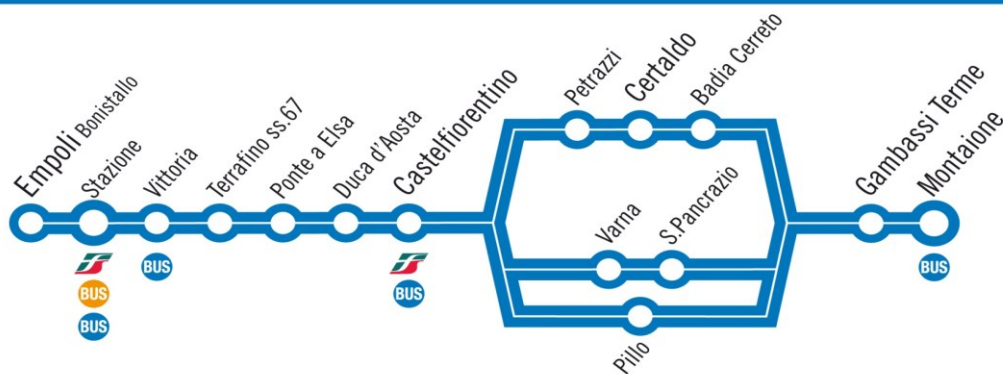 Empoli Bonistallo
Stazione
Vittoria
Terrafino ss.67
Ponte a Elsa
Duca d'Aosta
Castelfiorentino
Petrazzi
Certaldo
Badia Cerreto
Varna
S.Pancrazio
Pillo
Gambassi Terme
Montaione
BUS
BUS
BUS
BUS
BUS